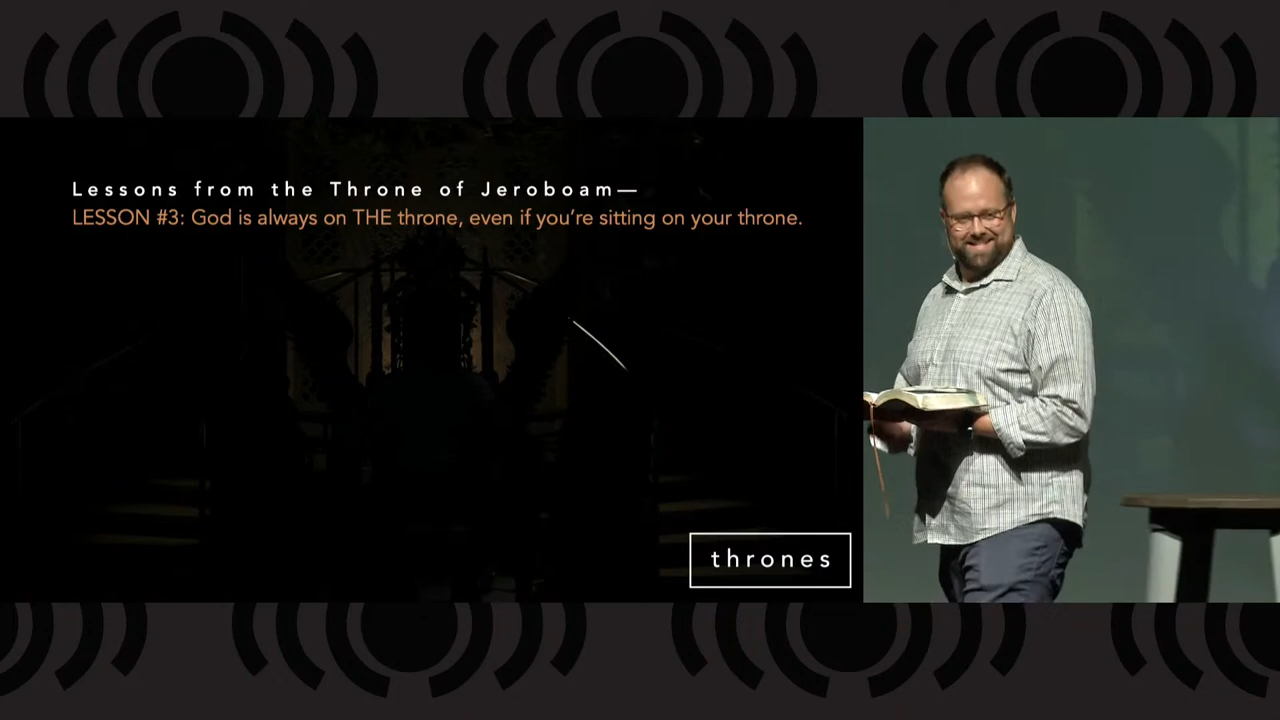 Lessons from the Throne of Jeroboam—
LESSON #3: God is always on THE throne, even if you’re sitting on your throne.
thrones